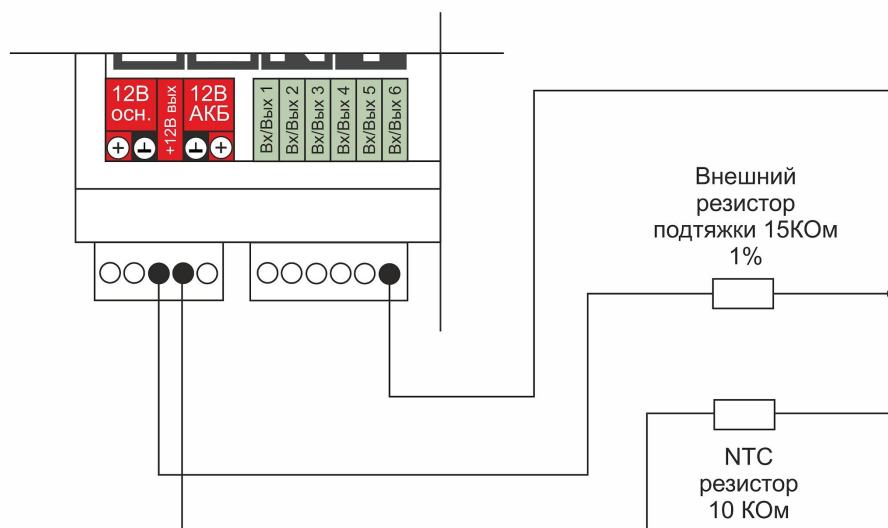 12В
осн.
+12В вых
12В
АКБ
Вх/Вых 1
Вх/Вых 2
Вх/Вых 3
Вх/Вых 4
Вх/Вых 5
Вх/Вых 6
Внешний
резистор
подтяжки 15КОм
1%
NTC
резистор
10 КОм